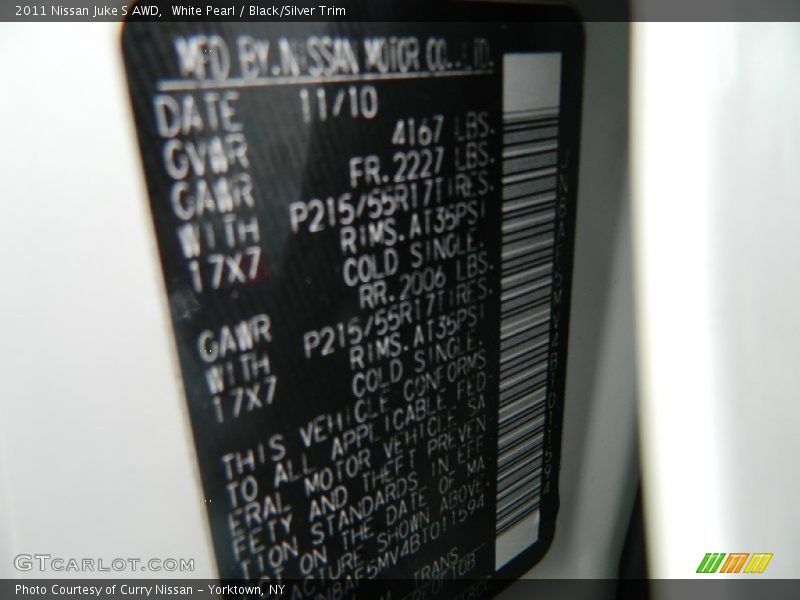 2011 Nissan Juke S AWD,  White Pearl / Black/Silver Trim
MFD BY.NISSAN MOTOR CO.,LTD.
DATE 11/10
GVWR 4167 LBS.
GAWR FR.2227 LBS.
WITH P215/55R17TIRES.
17X7 RIMS.AT35PSI
COLD SINGLE.
GAWR RR.2006 LBS.
WITH P215/55R17TIRES.
17X7 RIMS.AT35PSI
COLD SINGLE.
THIS VEHICLE CONFORMS
TO ALL APPLICABLE FED
ERAL MOTOR VEHICLE SA
FETY AND THEFT PREVEN
TION STANDARDS IN EFF
ECT ON THE DATE OF MA
FACTURE SHOWN ABOVE.
N8AF5MV4BT011594
TRANS
GTCARLOT.COM
Photo Courtesy of Curry Nissan - Yorktown, NY